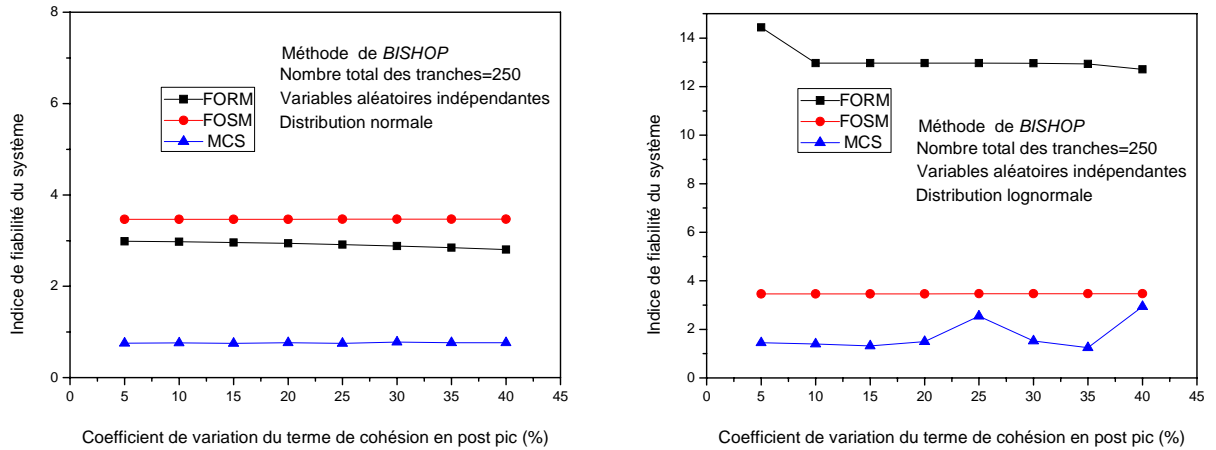 Indice de fiabilité du système
8
6
4
2
0
Méthode de BISHOP
Nombre total des tranches=250
Variables aléatoires indépendantes
Distribution normale
FORM
FOSM
MCS
0 5 10 15 20 25 30 35 40 45
Coefficient de variation du terme de cohésion en post pic (%)
Indice de fiabilité du système
14
12
10
8
6
4
2
0
FORM
FOSM
MCS
Méthode de BISHOP
Nombre total des tranches=250
Variables aléatoires indépendantes
Distribution lognormale
0 5 10 15 20 25 30 35 40 45
Coefficient de variation du terme de cohésion en post pic (%)